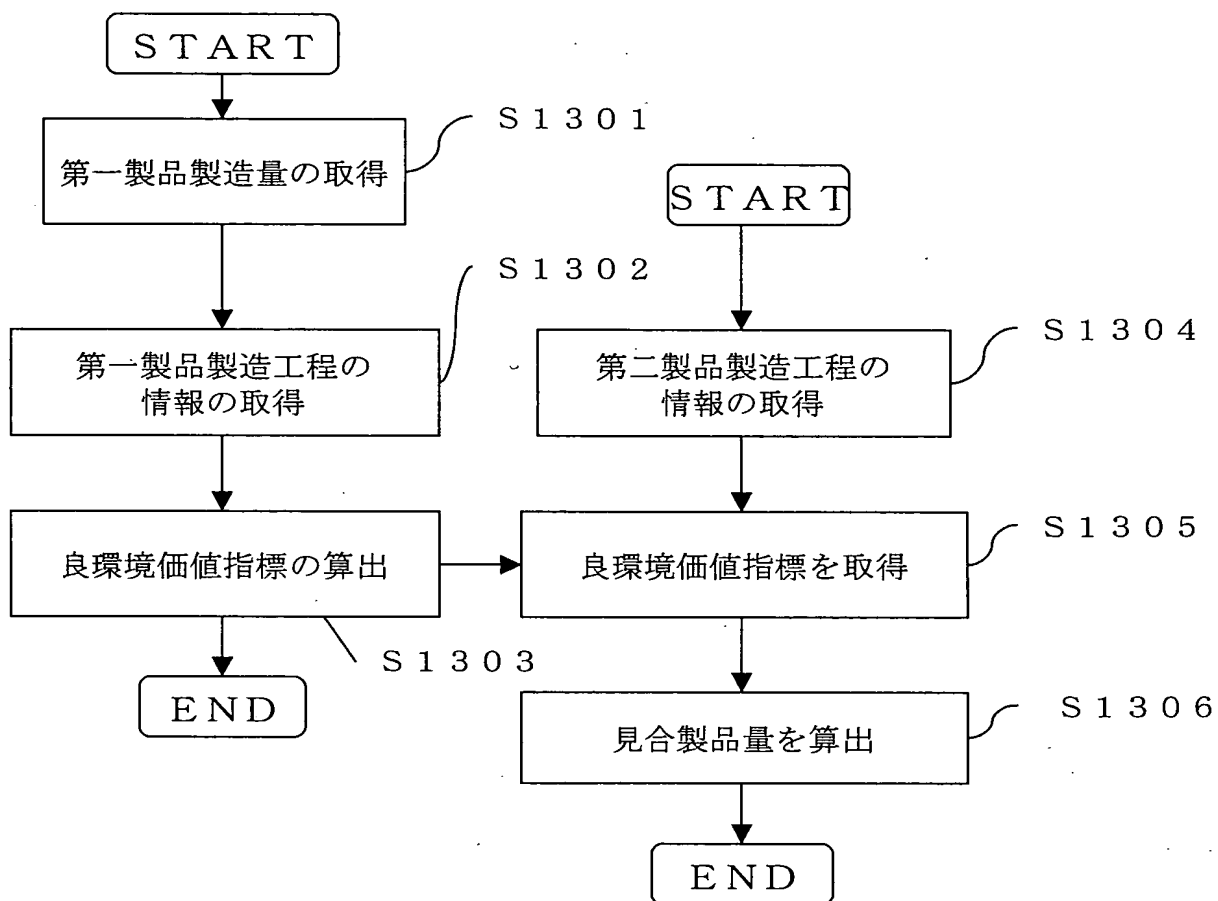 START
S1301
第一製品製造量の取得
S1302
第一製品製造工程の
情報の取得
良環境価値指標の算出
S1303
END
START
S1304
第二製品製造工程の
情報の取得
S1305
良環境価値指標を取得
S1306
見合製品量を算出
END